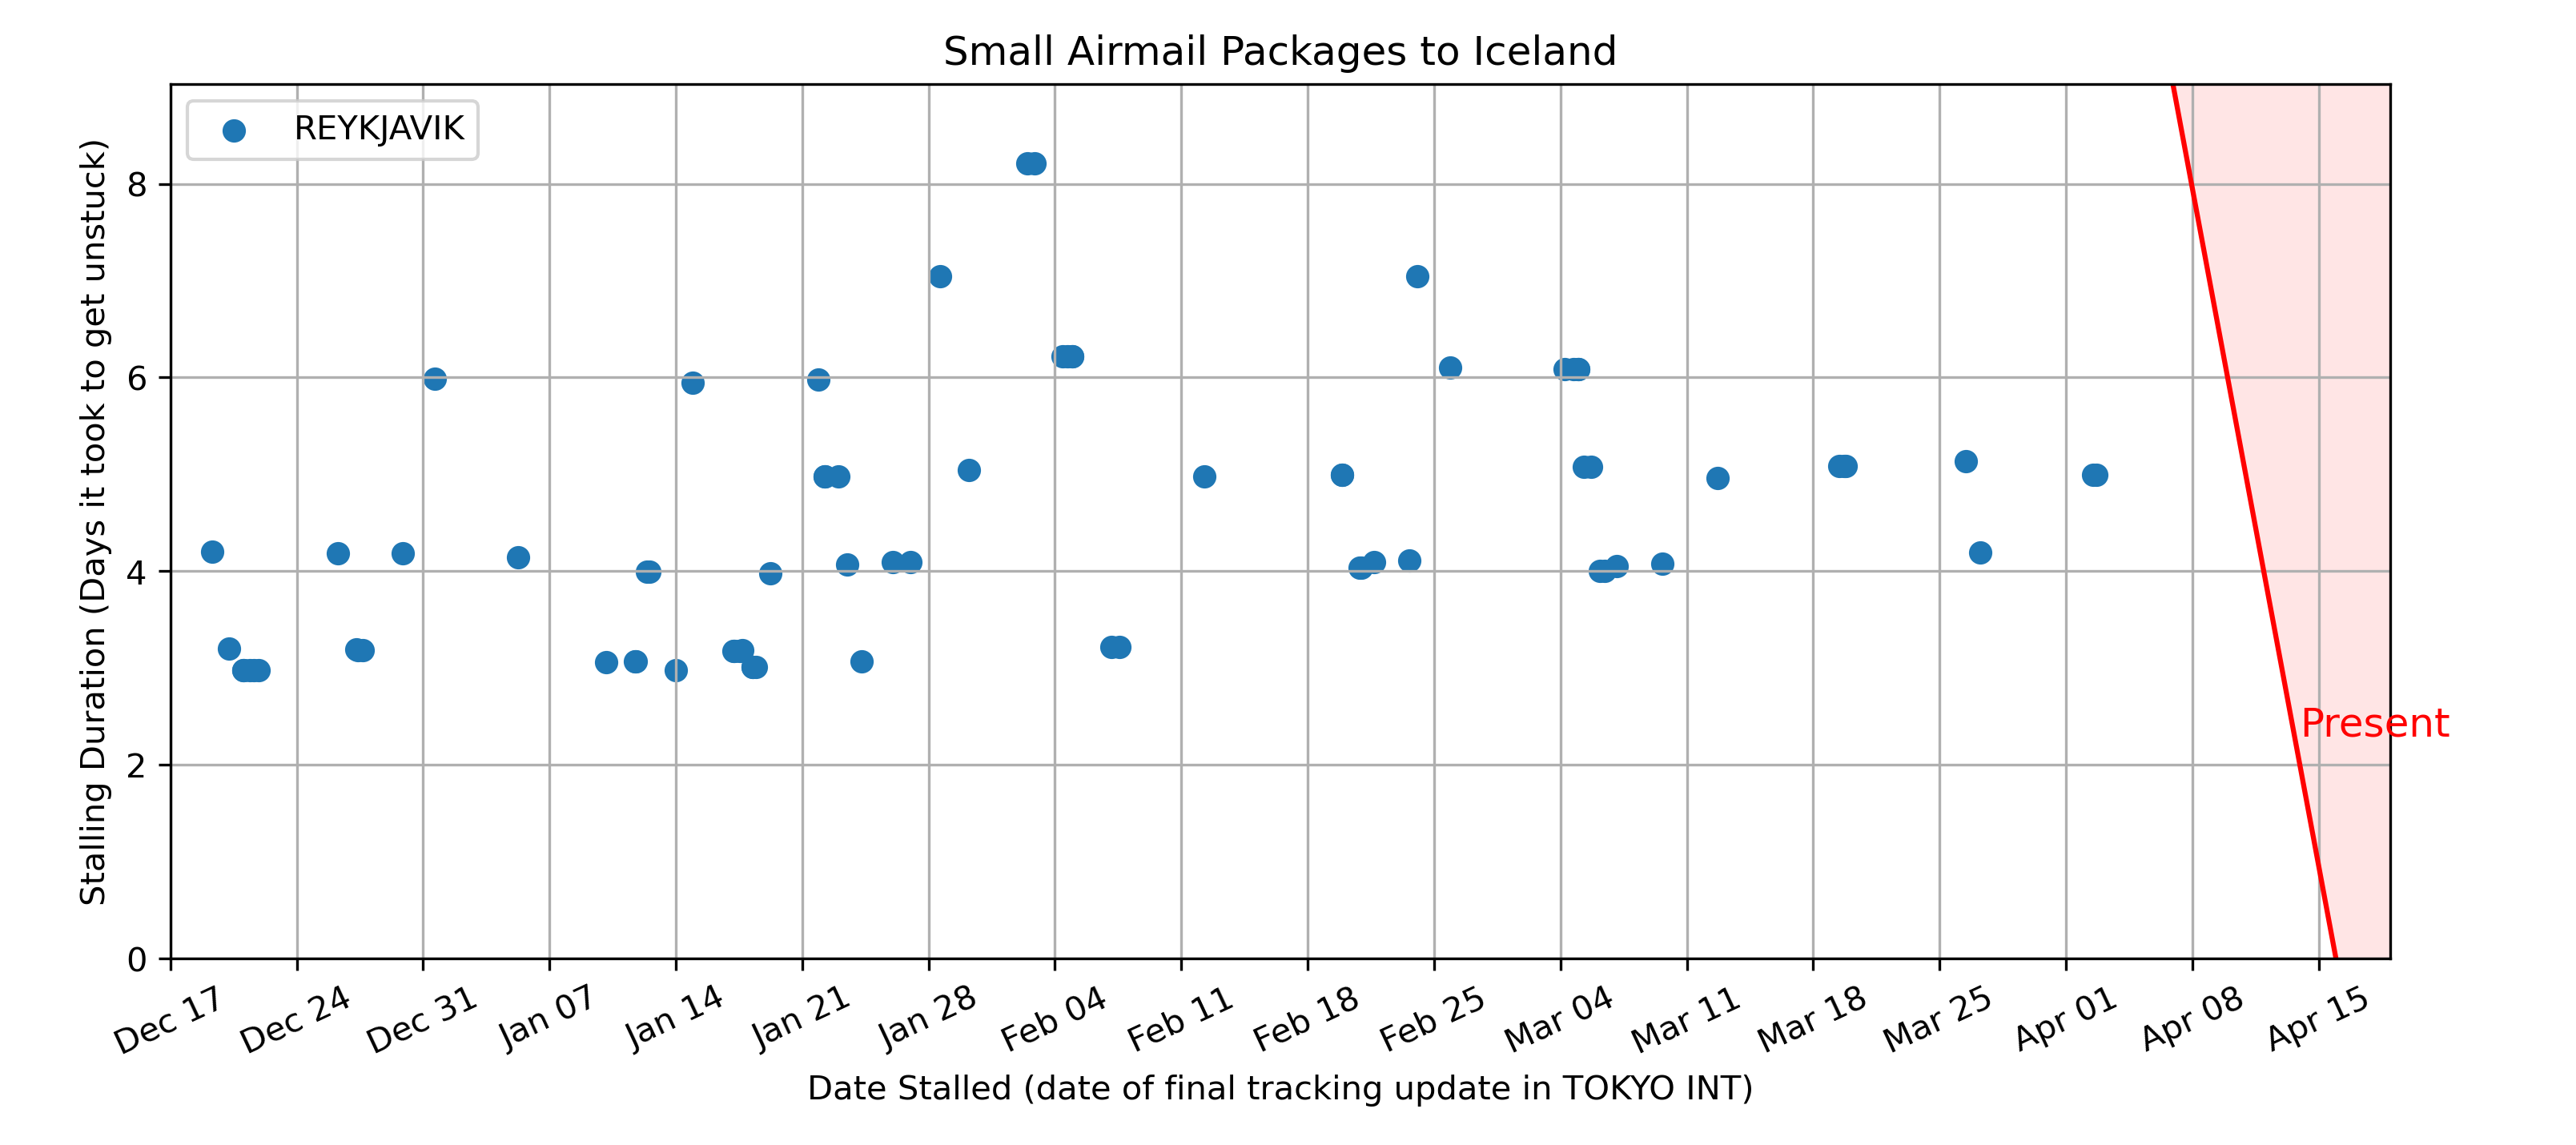 Small Airmail Packages to Iceland
REYKJAVIK
Stalling Duration (Days it took to get unstuck)
8
6
4
2
0
Present
Dec 17 Dec 24 Dec 31 Jan 07 Jan 14 Jan 21 Jan 28 Feb 04 Feb 11 Feb 18 Feb 25 Mar 04 Mar 11 Mar 18 Mar 25 Apr 01 Apr 08 Apr 15
Date Stalled (date of final tracking update in TOKYO INT)